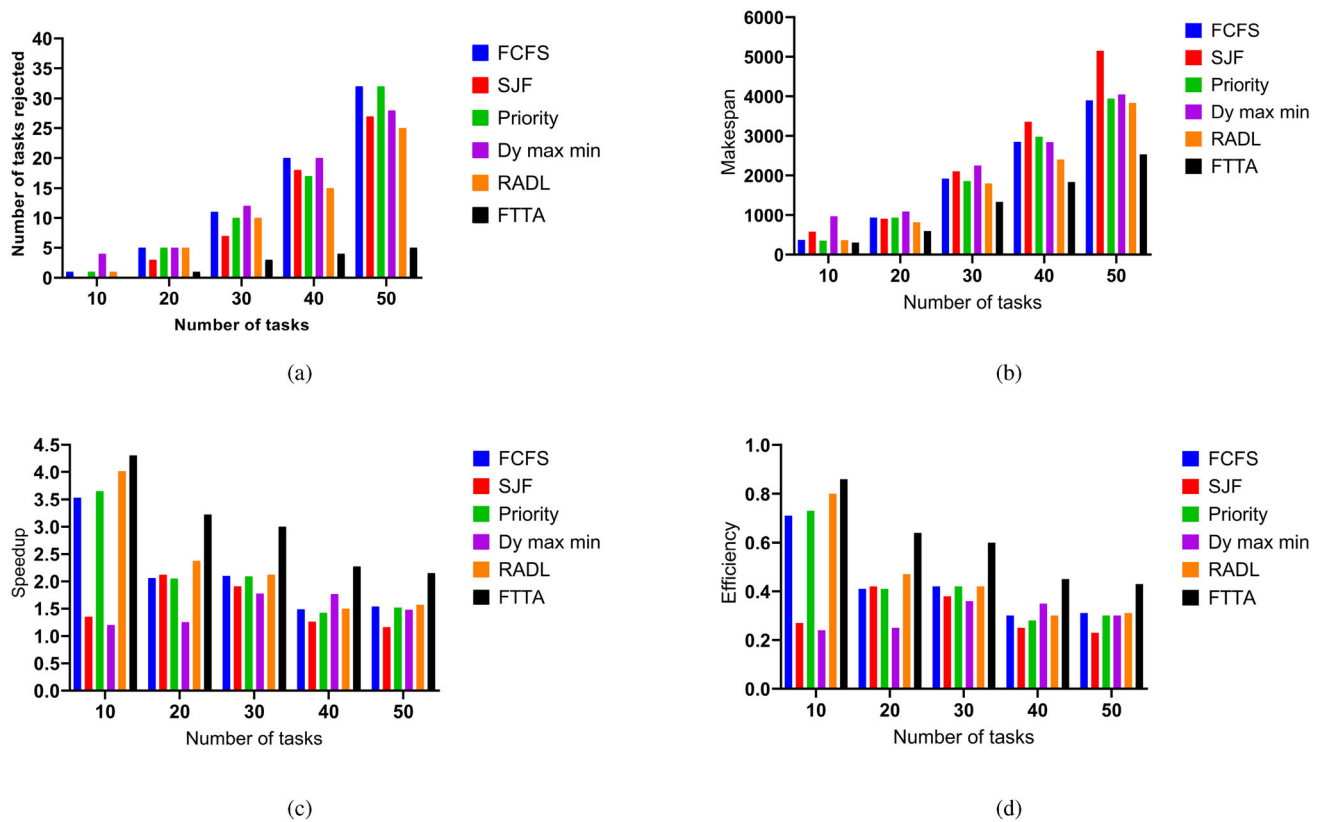 40
35
30
25
20
15
10
5
0
Number of tasks rejected
10 20 30 40 50
Number of tasks
FCFS
SJF
Priority
Dy max min
RADL
FTTA
(a)
6000
5000
4000
3000
2000
1000
0
Makespan
10 20 30 40 50
Number of tasks
FCFS
SJF
Priority
Dy max min
RADL
FTTA
(b)
4.5
4.0
3.5
3.0
2.5
2.0
1.5
1.0
0.5
0.0
Speedup
10 20 30 40 50
Number of tasks
FCFS
SJF
Priority
Dy max min
RADL
FTTA
(c)
1.0
0.8
0.6
0.4
0.2
0.0
Efficiency
10 20 30 40 50
Number of tasks
FCFS
SJF
Priority
Dy max min
RADL
FTTA
(d)